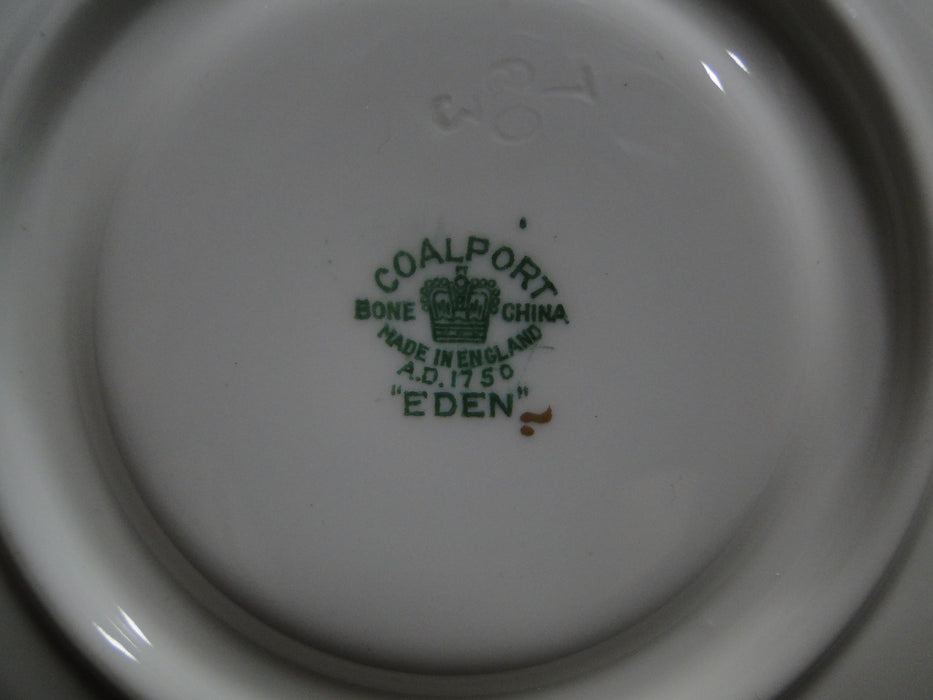 COALPORT
BONE CHINA
MADE IN ENGLAND
A.D. 1750
"EDEN"